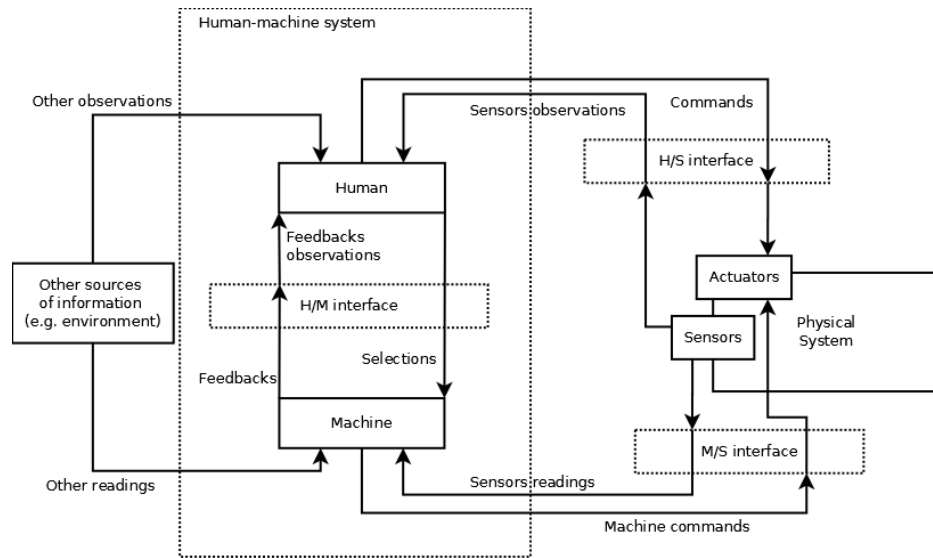 Human-machine system
Other observations
Sensors observations
Commands
H/S interface
Human
Feedbacks
observations
Other sources
of information
(e.g. environment)
H/M interface
Actuators
Physical
System
Sensors
Selections
Feedbacks
Machine
M/S interface
Other readings
Sensors readings
Machine commands